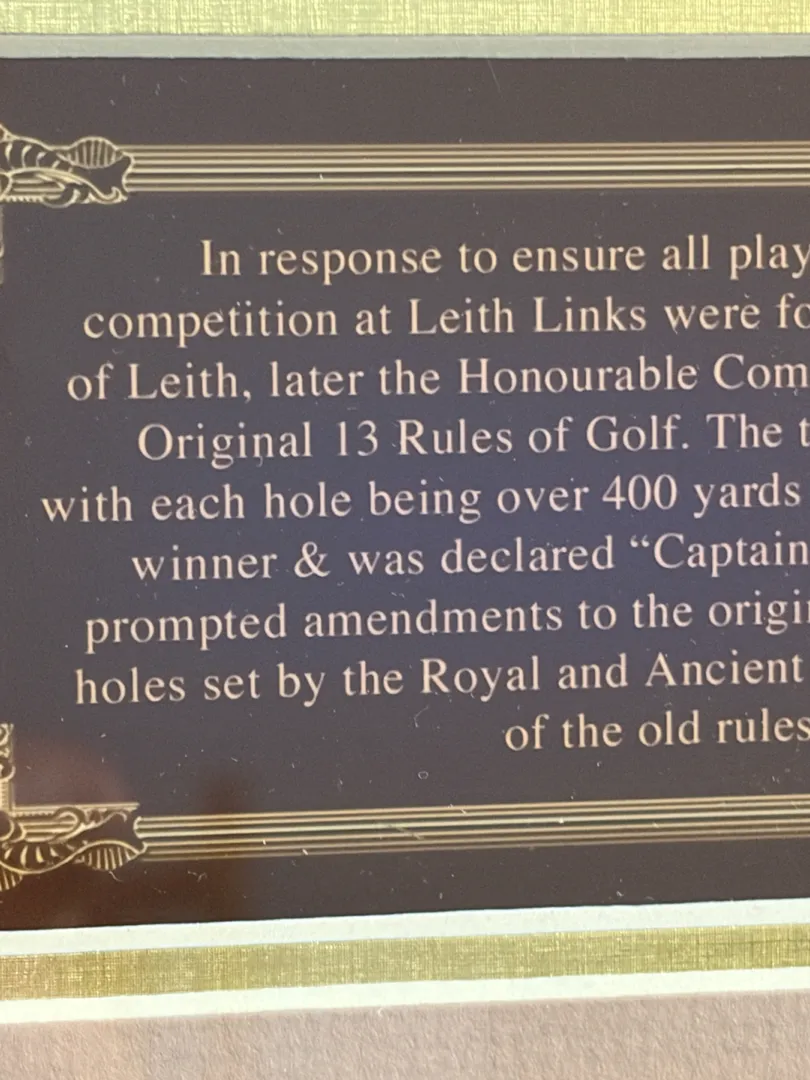 In response to ensure all play
competition at Leith Links were fo
of Leith, later the Honourable Com
Original 13 Rules of Golf. The t
with each hole being over 400 yards
winner & was declared “Captain
prompted amendments to the origi
holes set by the Royal and Ancient
of the old rules